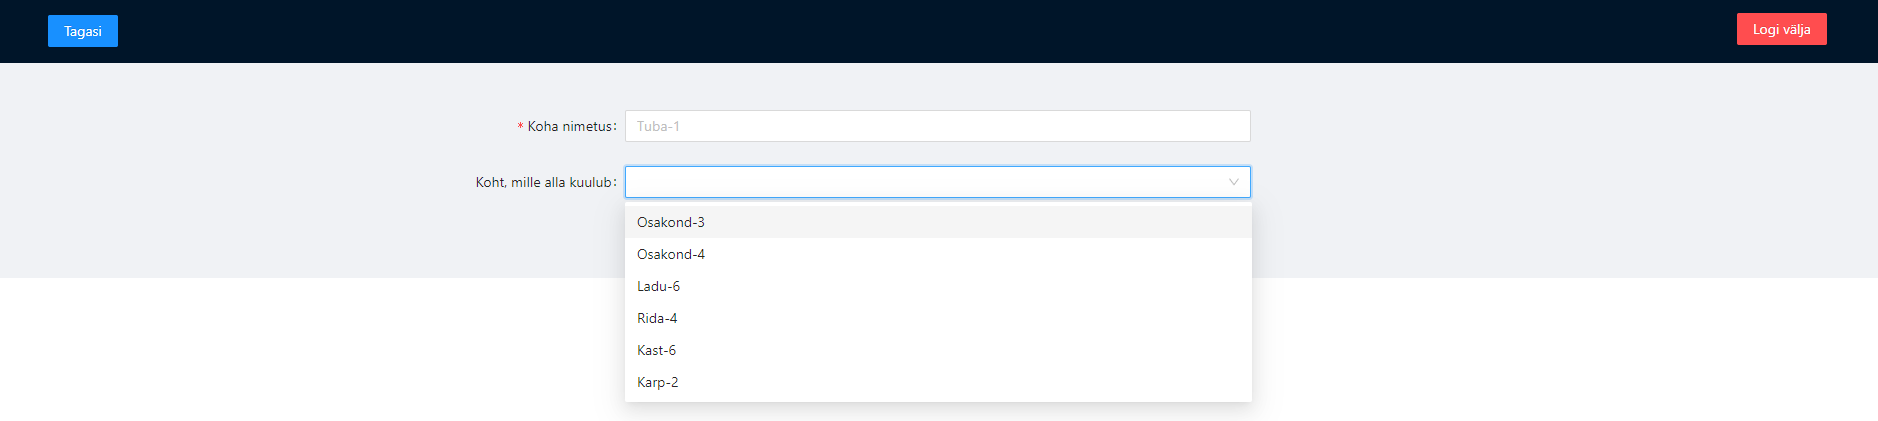 Tagasi
Logi välja
* Koha nimetus:
Tuba-1
Koht, mille alla kuulub:
Osakond-3
Osakond-4
Ladu-6
Rida-4
Kast-6
Karp-2